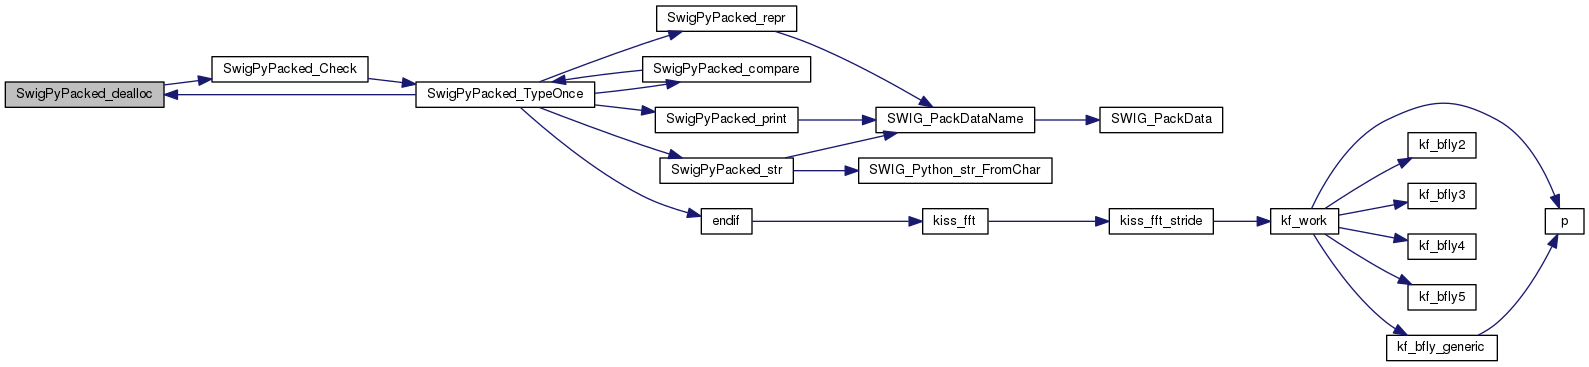 SwigPyPacked_dealloc
SwigPyPacked_Check
SwigPyPacked_TypeOnce
SwigPyPacked_repr
SwigPyPacked_compare
SwigPyPacked_print
SwigPyPacked_str
endif
SWIG_PackDataName
SWIG_Python_str_FromChar
kiss_fft
SWIG_PackData
kiss_fft_stride
kf_work
kf_bfly2
kf_bfly3
kf_bfly4
kf_bfly5
kf_bfly_generic
p